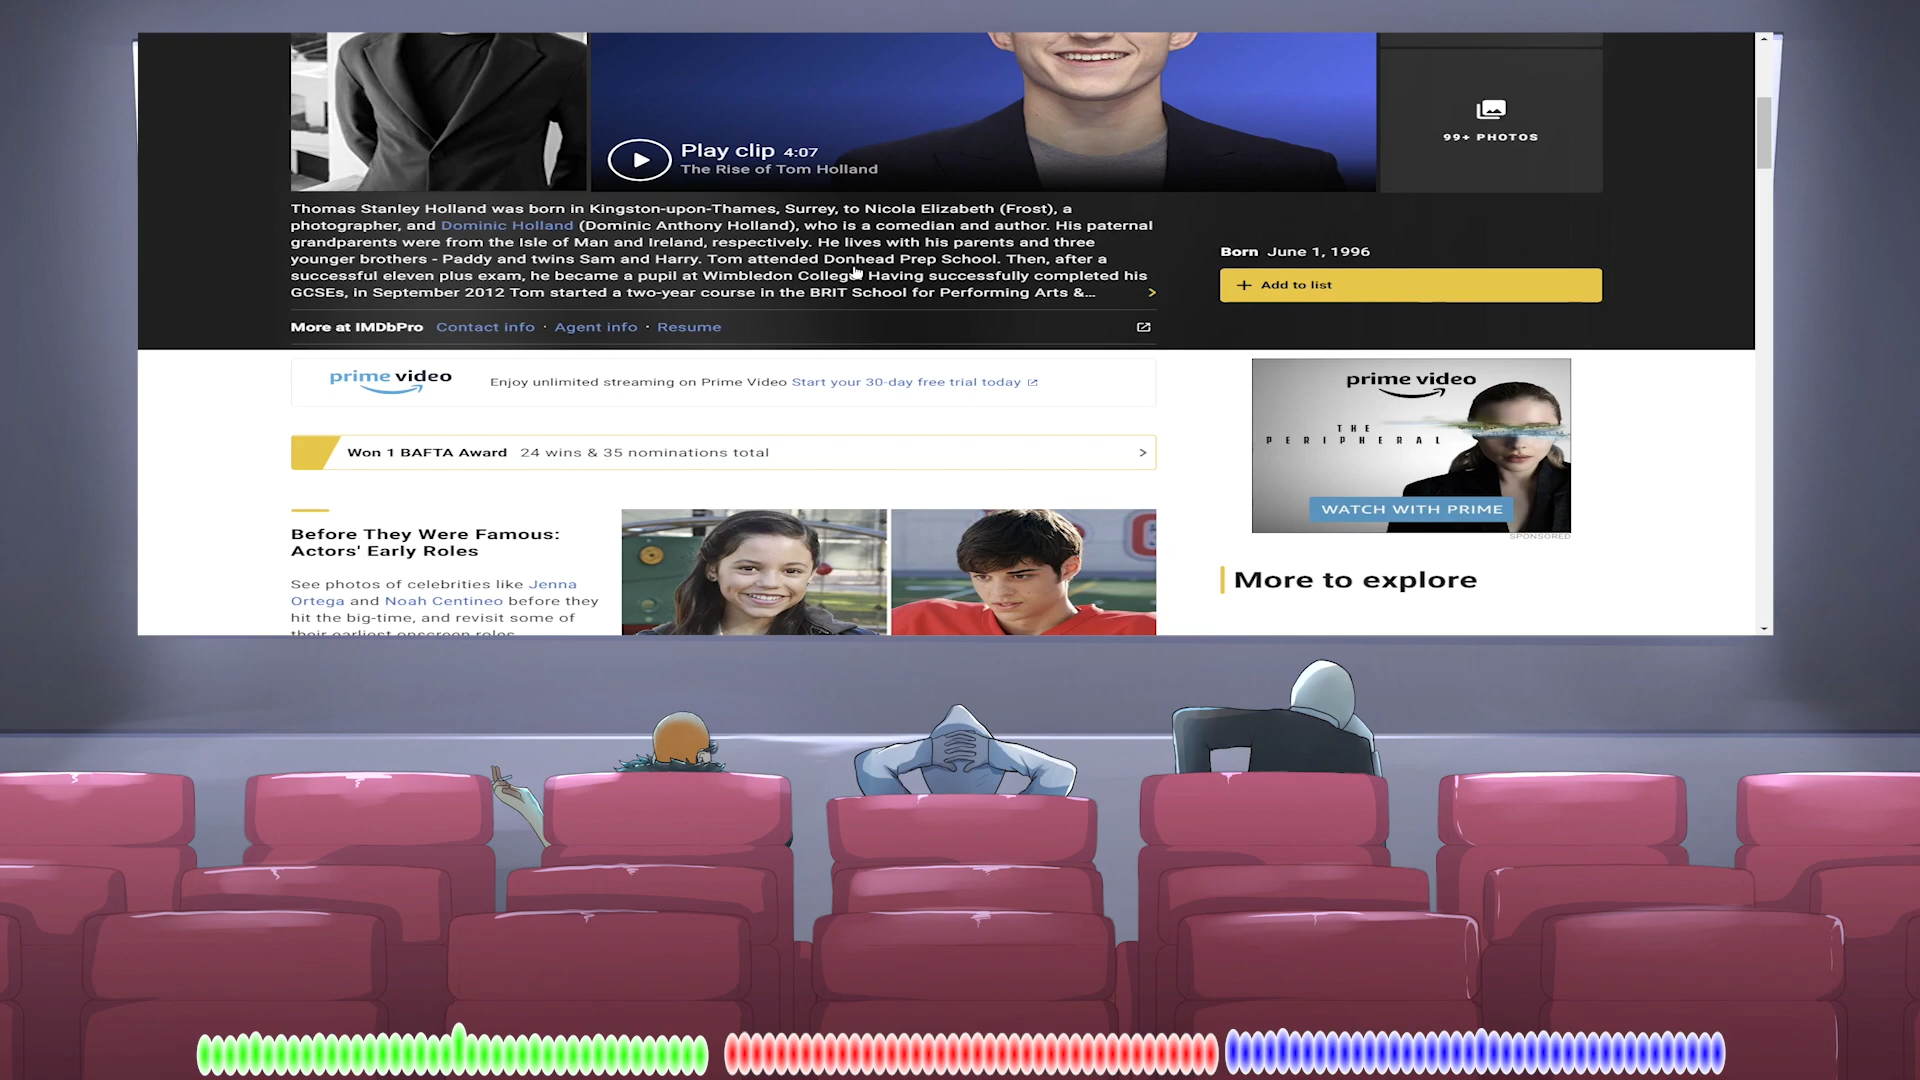 Play clip 4:07
The Rise of Tom Holland
99+ PHOTOS
Thomas Stanley Holland was born in Kingston-upon-Thames, Surrey, to Nicola Elizabeth (Frost), a
photographer, and Dominic Holland (Dominic Anthony Holland), who is a comedian and author. His paternal
grandparents were from the Isle of Man and Ireland, respectively. He lives with his parents and three
younger brothers - Paddy and twins Sam and Harry. Tom attended Donhead Prep School. Then, after a
successful eleven plus exam, he became a pupil at Wimbledon College. Having successfully completed his
GCSEs, in September 2012 Tom started a two-year course in the BRIT School for Performing Arts &...
Born June 1, 1996
+ Add to list
More at IMDbPro Contact info · Agent info · Resume
prime video
Enjoy unlimited streaming on Prime Video Start your 30-day free trial today
Won 1 BAFTA Award 24 wins & 35 nominations total
prime video
THE
PERIPHERAL
WATCH WITH PRIME
SPONSORED
Before They Were Famous:
Actors' Early Roles
See photos of celebrities like Jenna
Ortega and Noah Centineo before they
hit the big-time, and revisit some of
their earliest onscreen roles
More to explore